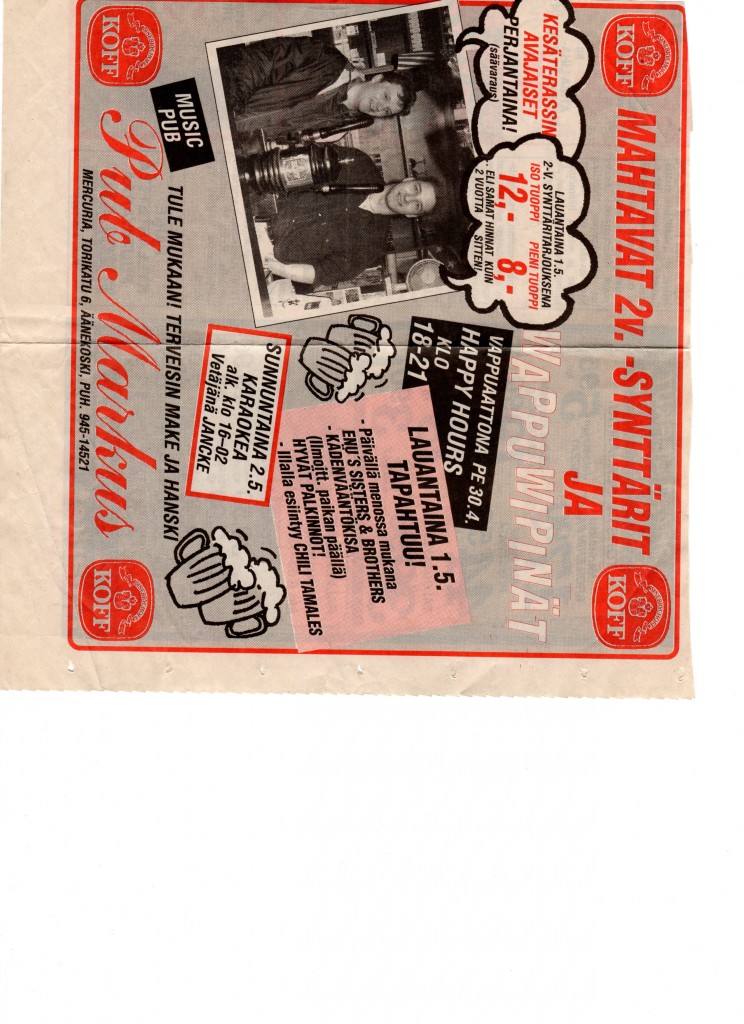 KOFF
MAHTAVAT 2v. -SYNTTÄRIT
JA
WAPPUWIPINÄT
KOFF
KESÄTERASSIN
AVAJAISET
PERJANTAINA!
(säävaraus)
LAUANTAINA 1.5.
2-V. SYNTTÄRITARJOUKSENA
ISO TUOPPI PIENI TUOPPI
12,- 8,-
- ELI SAMAT HINNAT KUIN
2 VUOTTA SITTEN!
VAPPUAATTONA PE 30.4.
HAPPY HOURS
KLO
18-21
LAUANTAINA 1.5.
TAPAHTUU!
- Päivällä menossa mukana
ENU'S SISTERS & BROTHERS
- KÄDENVÄÄNTÖKISA
(Ilmoitt. paikan päällä)
HYVÄT PALKINNOT!
- Illalla esiintyy CHILI TAMALES
SUNNUNTAINA 2.5.
KARAOKEA
alk. klo 16-02
Vetäjänä JANCKE
MUSIC
PUB
TULE MUKAAN! TERVEISIN MAKE JA HANSKI
Pub Markus
MERCURIA, TORIKATU 6, ÄÄNEKOSKI, PUH. 945-14521
KOFF
KOFF